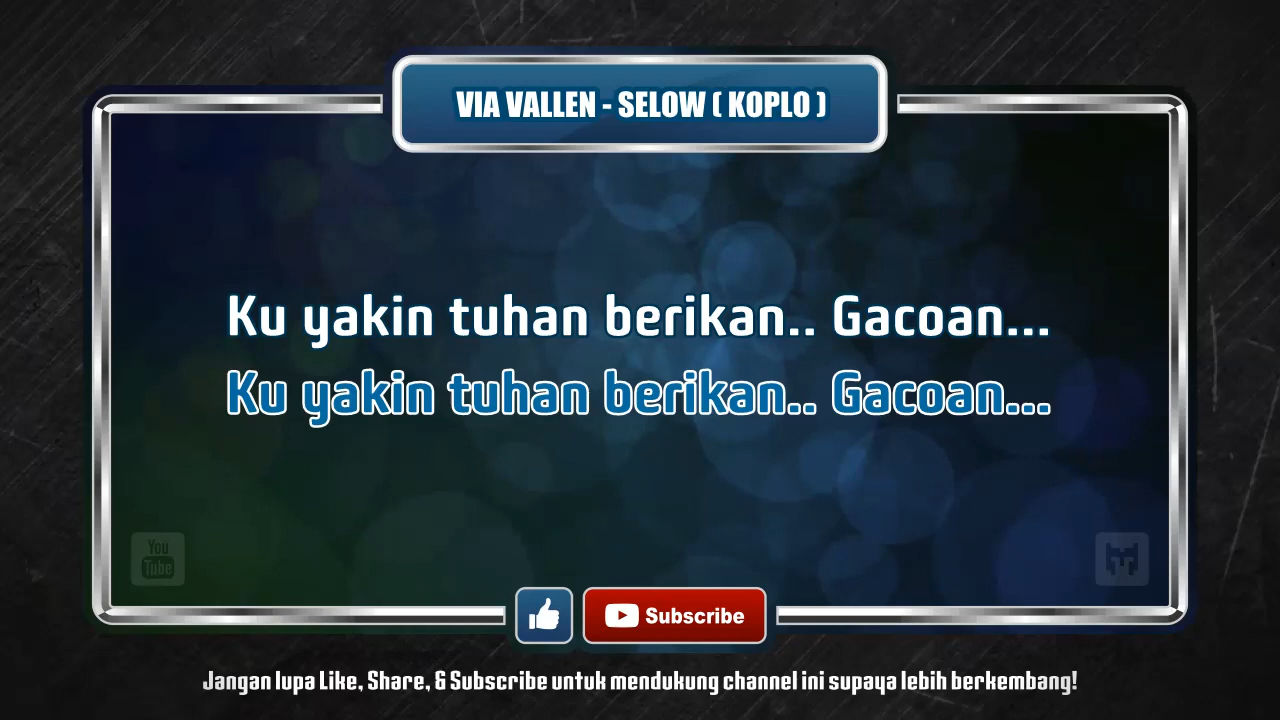 VIA VALLEN - SELOW ( KOPLO )
Ku yakin tuhan berikan.. Gacoan...
Ku yakin tuhan berikan.. Gacoan...
You
Tube
Subscribe
Jangan lupa Like, Share, & Subscribe untuk mendukung channel ini supaya lebih berkembang!